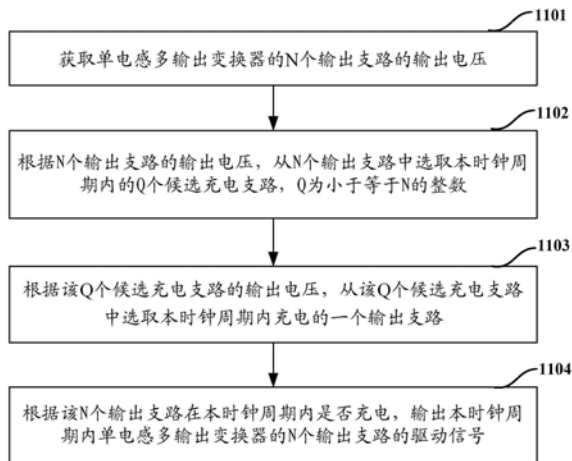 1101
获取单电感多输出变换器的N个输出支路的输出电压
1102
根据N个输出支路的输出电压，从N个输出支路中选取本时钟周
期内的Q个候选充电支路，Q为小于等于N的整数
1103
根据该Q个候选充电支路的输出电压，从该Q个候选充电支路
中选取本时钟周期内充电的一个输出支路
1104
根据该N个输出支路在本时钟周期内是否充电，输出本时钟周
期内单电感多输出变换器的N个输出支路的驱动信号